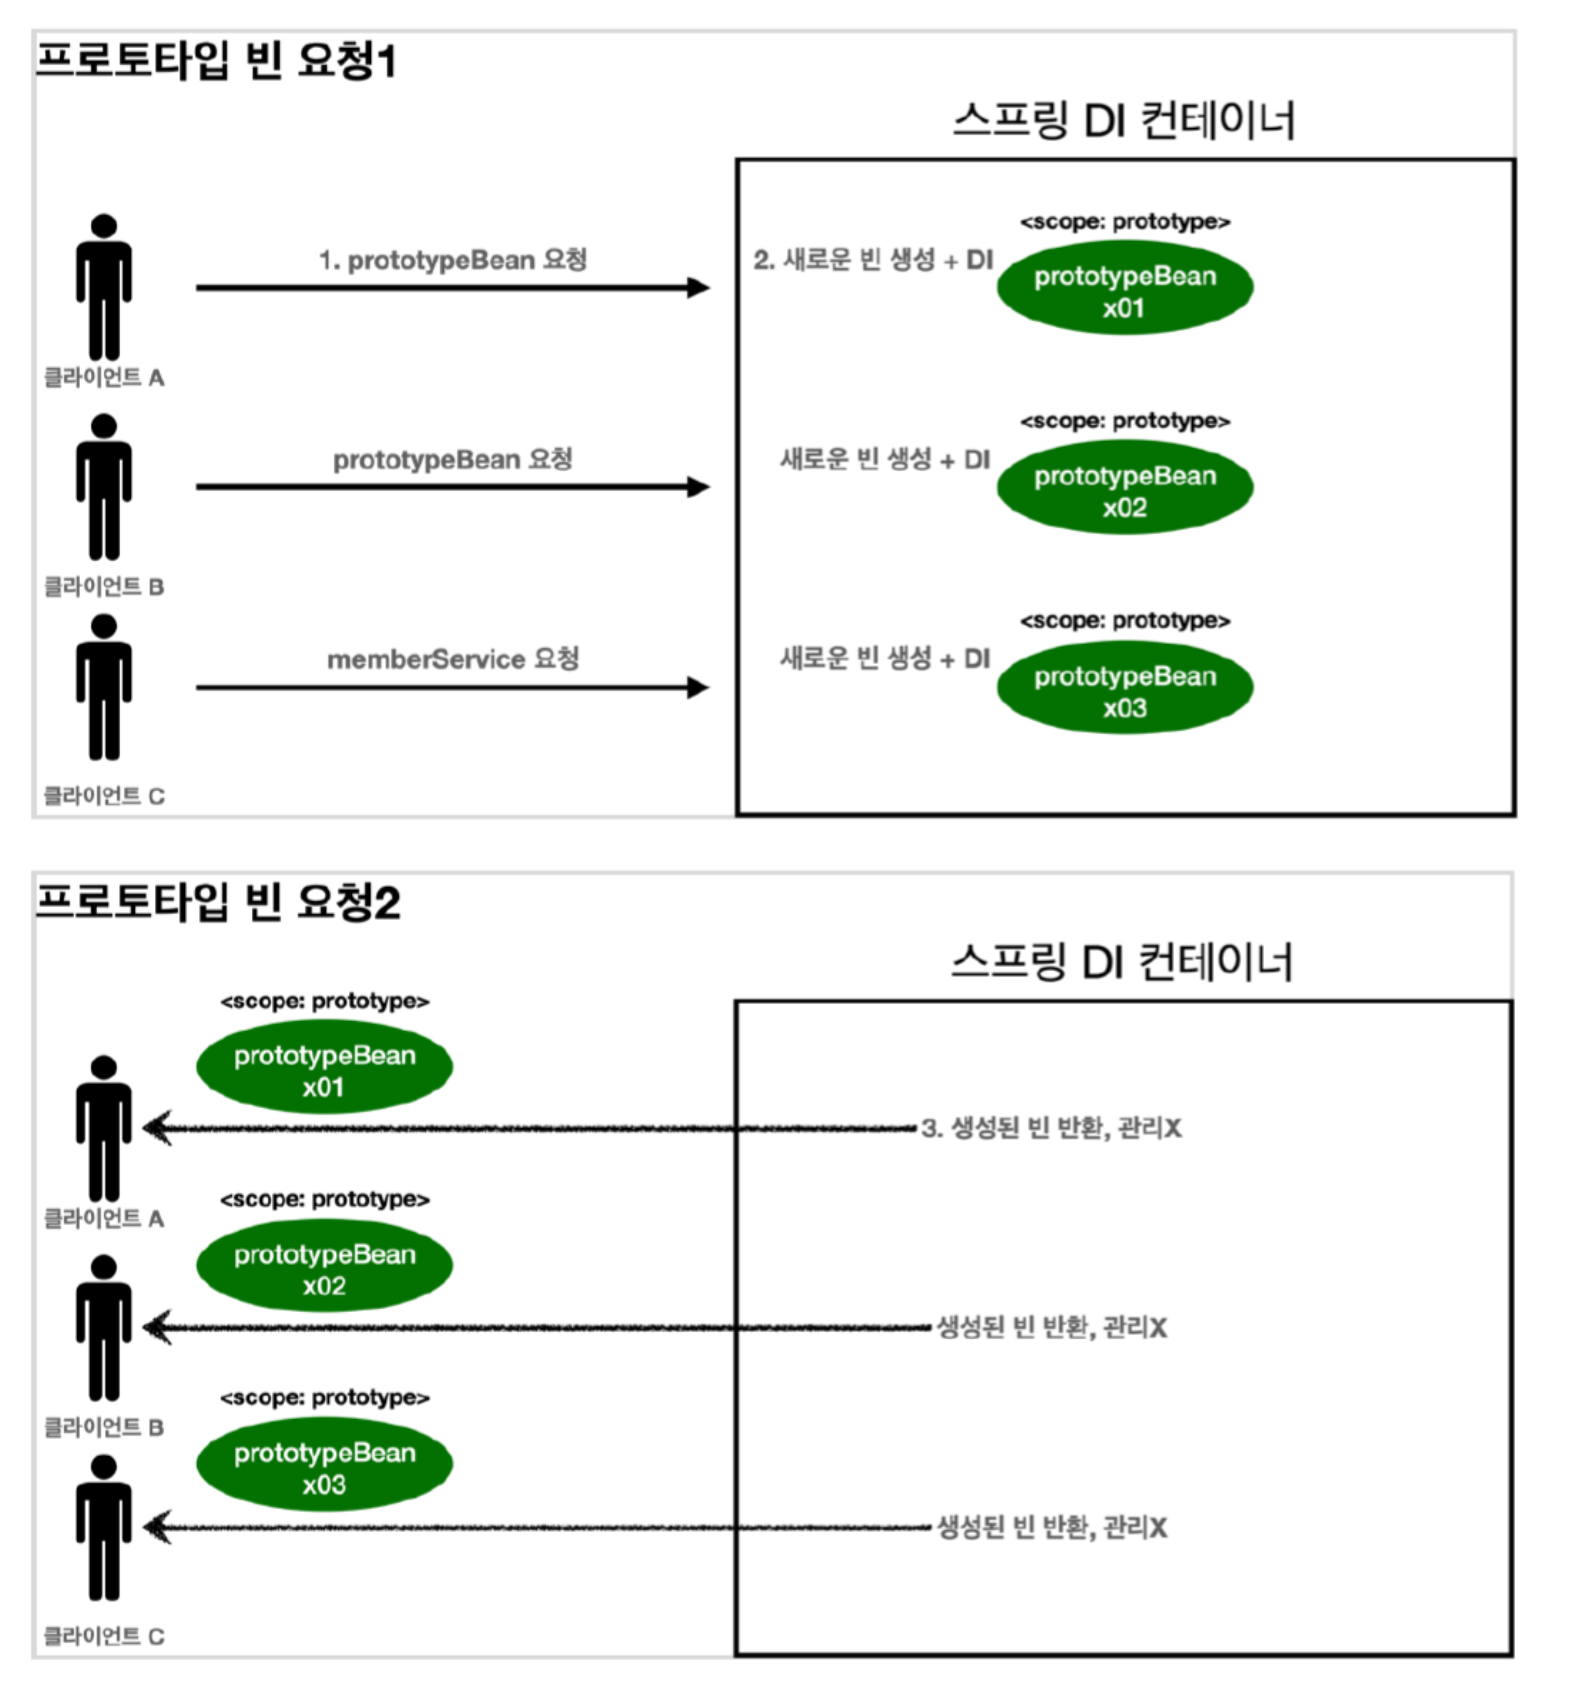 프로토타입 빈 요청1
스프링 DI 컨테이너
<scope: prototype>
1. prototypeBean 요청
2. 새로운 빈 생성 + DI
prototypeBean
x01
클라이언트 A
<scope: prototype>
prototypeBean 요청
새로운 빈 생성 + DI
prototypeBean
x02
클라이언트 B
<scope: prototype>
memberService 요청
새로운 빈 생성 + DI
prototypeBean
x03
클라이언트 C
프로토타입 빈 요청2
스프링 DI 컨테이너
<scope: prototype>
prototypeBean
x01
3. 생성된 빈 반환, 관리X
클라이언트 A
<scope: prototype>
prototypeBean
x02
생성된 빈 반환, 관리X
클라이언트 B
<scope: prototype>
prototypeBean
x03
생성된 빈 반환, 관리X
클라이언트 C